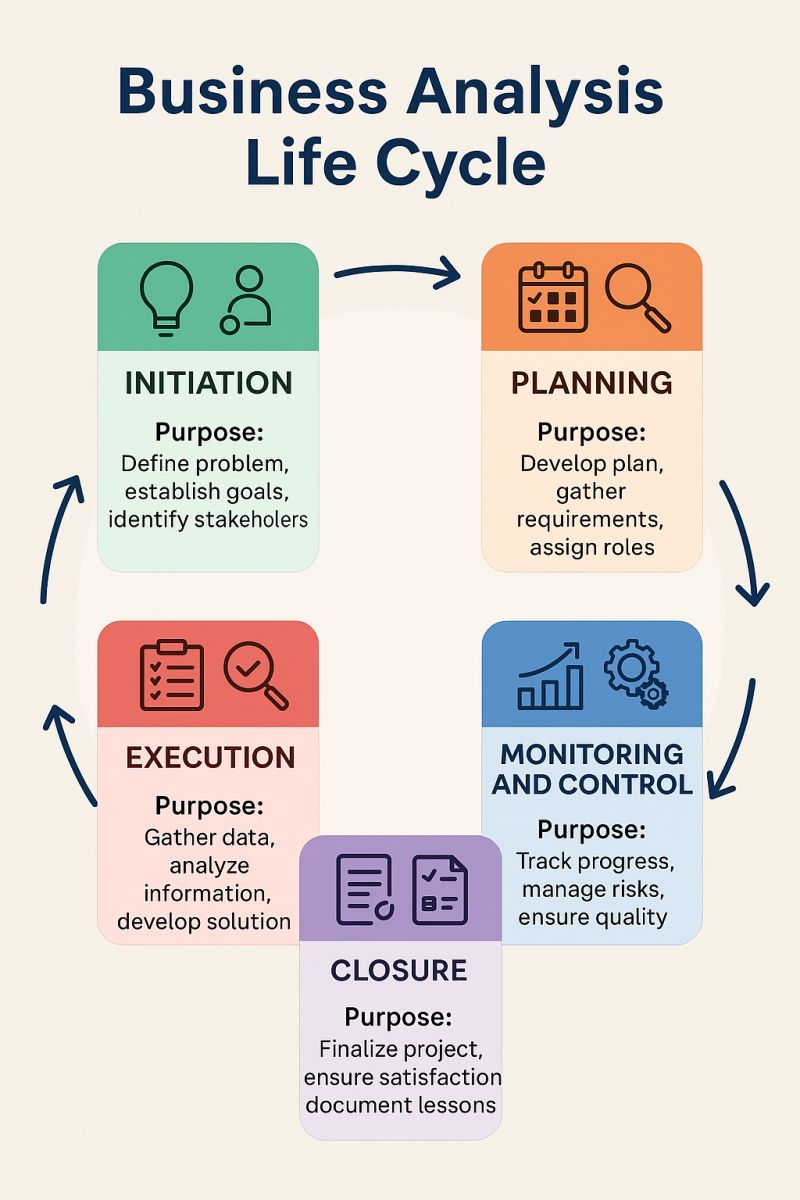 Business Analysis
Life Cycle
INITIATION
Purpose:
Define problem,
establish goals,
identify stakeholers
PLANNING
Purpose:
Develop plan,
gather
requirements,
assign roles
EXECUTION
Purpose:
Gather data,
analyze
information,
develop solution
MONITORING
AND CONTROL
Purpose:
Track progress,
manage risks,
ensure quality
CLOSURE
Purpose:
Finalize project,
ensure satisfaction
document lessons